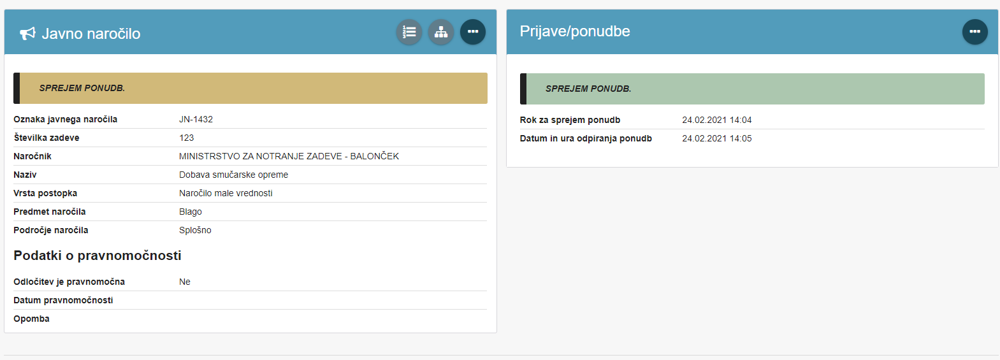 Javno naročilo
SPREJEM PONUDB.
Oznaka javnega naročila JN-1432
Številka zadeve 123
Naročnik MINISTRSTVO ZA NOTRANJE ZADEVE - BALONČEK
Naziv Dobava smučarske opreme
Vrsta postopka Naročilo male vrednosti
Predmet naročila Blago
Področje naročila Splošno
Podatki o pravnomočnosti
Odločitev je pravnomočna Ne
Datum pravnomočnosti
Opomba
Prijave/ponudbe
SPREJEM PONUDB.
Rok za sprejem ponudb 24.02.2021 14:04
Datum in ura odpiranja ponudb 24.02.2021 14:05